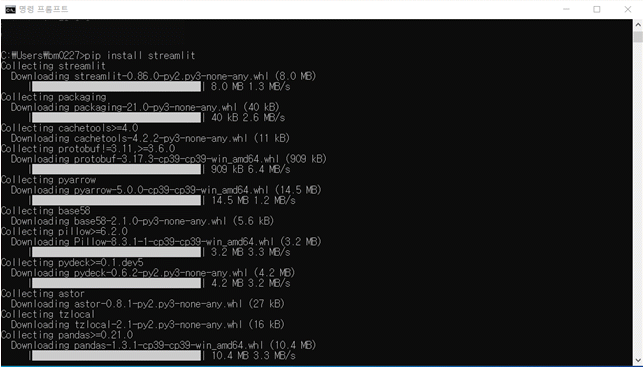 명령 프롬프트
C:\Users\bm0227>pip install streamlit
Collecting streamlit
Downloading streamlit-0.86.0-py2.py3-none-any.whl (8.0 MB)
| 8.0 MB 1.3 MB/s
Collecting packaging
Downloading packaging-21.0-py3-none-any.whl (40 kB)
| 40 kB 2.6 MB/s
Collecting cachetools>=4.0
Downloading cachetools-4.2.2-py3-none-any.whl (11 kB)
Collecting protobuf!=3.11,>=3.6.0
Downloading protobuf-3.17.3-cp39-cp39-win_amd64.whl (909 kB)
| 909 kB 6.4 MB/s
Collecting pyarrow
Downloading pyarrow-5.0.0-cp39-cp39-win_amd64.whl (14.5 MB)
| 14.5 MB 1.2 MB/s
Collecting base58
Downloading base58-2.1.0-py3-none-any.whl (5.6 kB)
Collecting pillow>=6.2.0
Downloading Pillow-8.3.1-1-cp39-cp39-win_amd64.whl (3.2 MB)
| 3.2 MB 3.3 MB/s
Collecting pydeck>=0.1.dev5
Downloading pydeck-0.6.2-py2.py3-none-any.whl (4.2 MB)
| 4.2 MB 3.2 MB/s
Collecting astor
Downloading astor-0.8.1-py2.py3-none-any.whl (27 kB)
Collecting tzlocal
Downloading tzlocal-2.1-py2.py3-none-any.whl (16 kB)
Collecting pandas>=0.21.0
Downloading pandas-1.3.1-cp39-cp39-win_amd64.whl (10.4 MB)
| 10.4 MB 3.3 MB/s